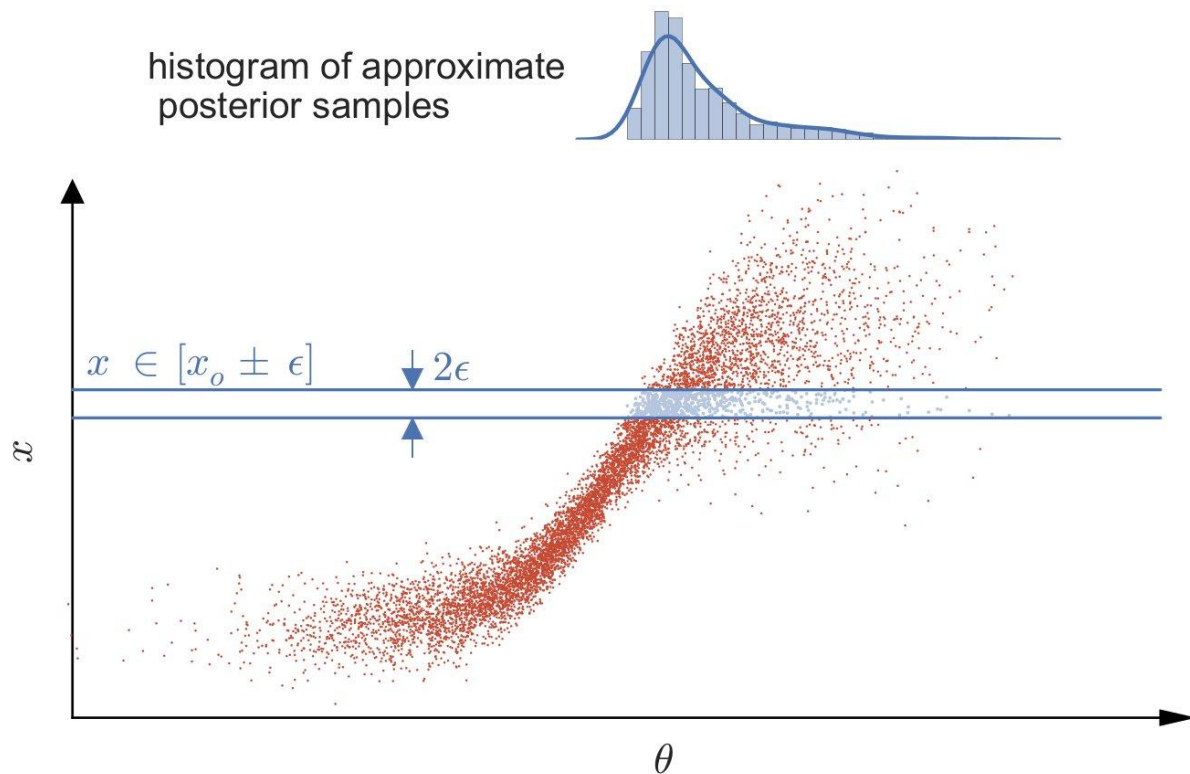 histogram of approximate
posterior samples
x ∈ [x_o ± ϵ]
2ϵ
x
θ